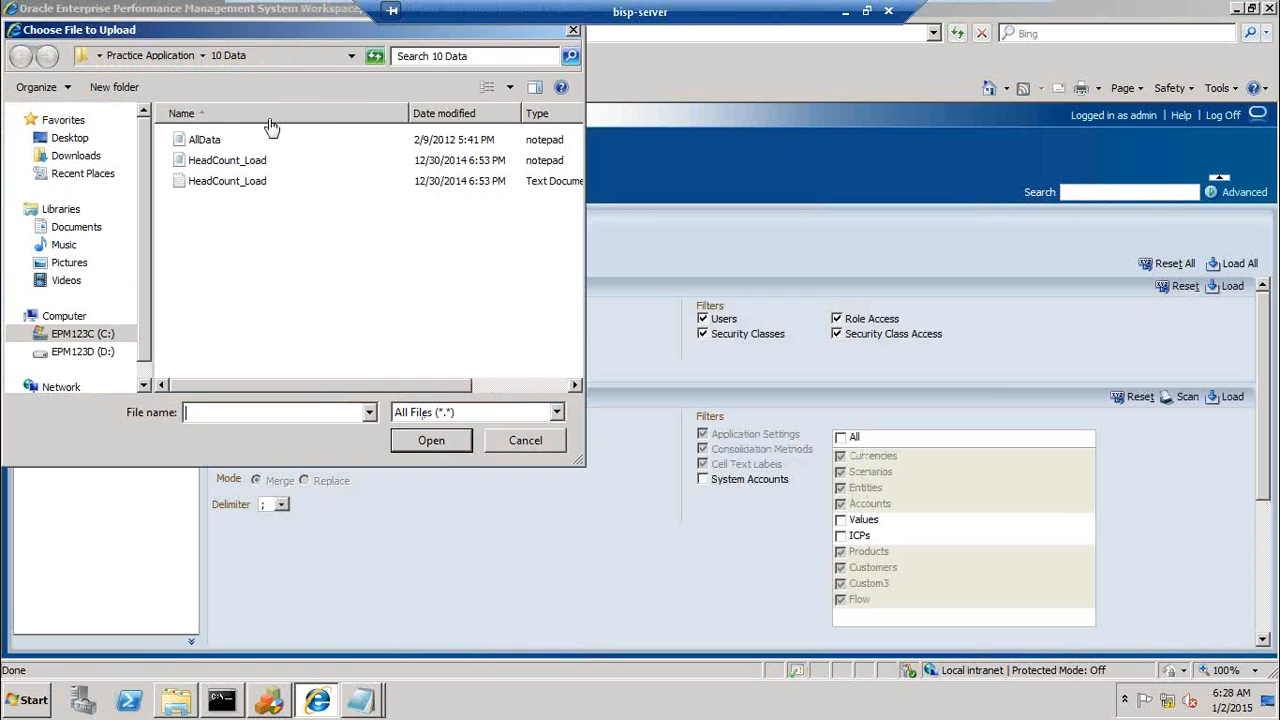 Oracle Enterprise Performance Management System Workspace,
bisp-server
Choose File to Upload
Practice Application
10 Data
Search 10 Data
Bing
Organize
New folder
Page
Safety
Tools
Name
Date modified
Type
Logged in as admin | Help | Log Off
Favorites
Desktop
Downloads
Recent Places
AllData
2/9/2012 5:41 PM
notepad
HeadCount_Load
12/30/2014 6:53 PM
notepad
HeadCount_Load
12/30/2014 6:53 PM
Text Docume
Search
Advanced
Libraries
Documents
Music
Pictures
Videos
Computer
EPM123C (C:)
EPM123D (D:)
Network
Reset All
Load All
Reset
Load
Filters
Users
Role Access
Security Classes
Security Class Access
File name:
All Files (*.*)
Open
Cancel
Reset
Scan
Load
Filters
Application Settings
Consolidation Methods
Cell Text Labels
System Accounts
All
Currencies
Scenarios
Entities
Accounts
Values
ICPs
Products
Customers
Custom3
Flow
Mode
Merge
Replace
Delimiter
;
Done
Local intranet | Protected Mode: Off
100%
Start
6:28 AM
1/2/2015